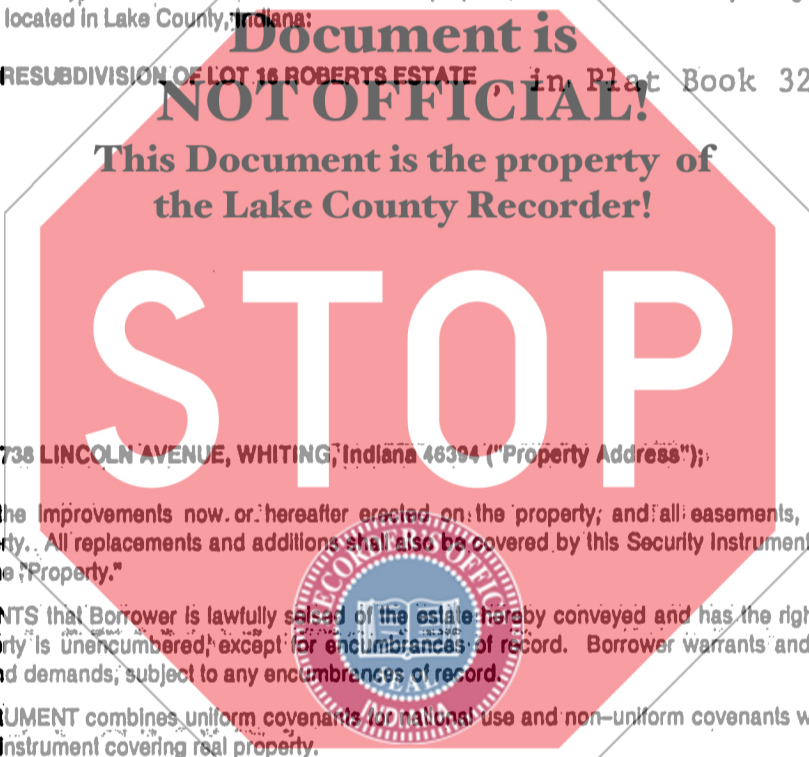 located in Lake County, Indiana:
Document is
RESUBDIVISION OF LOT 16 ROBERTS ESTATE , in Plat Book 32
NOT OFFICIAL!
This Document is the property of
the Lake County Recorder!
STOP
738 LINCOLN AVENUE, WHITING, Indiana 46394 ("Property Address");
he improvements now or hereafter erected on the property, and all easements,
rty. All replacements and additions shall also be covered by this Security Instrument
e "Property."
NTS that Borrower is lawfully seised of the estate hereby conveyed and has the righ
rty is unencumbered, except for encumbrances of record. Borrower warrants and
d demands, subject to any encumbrances of record.
UMENT combines uniform covenants for national use and non-uniform covenants w
instrument covering real property.
RECORDER'S OFFICE
SEAL
INDIANA